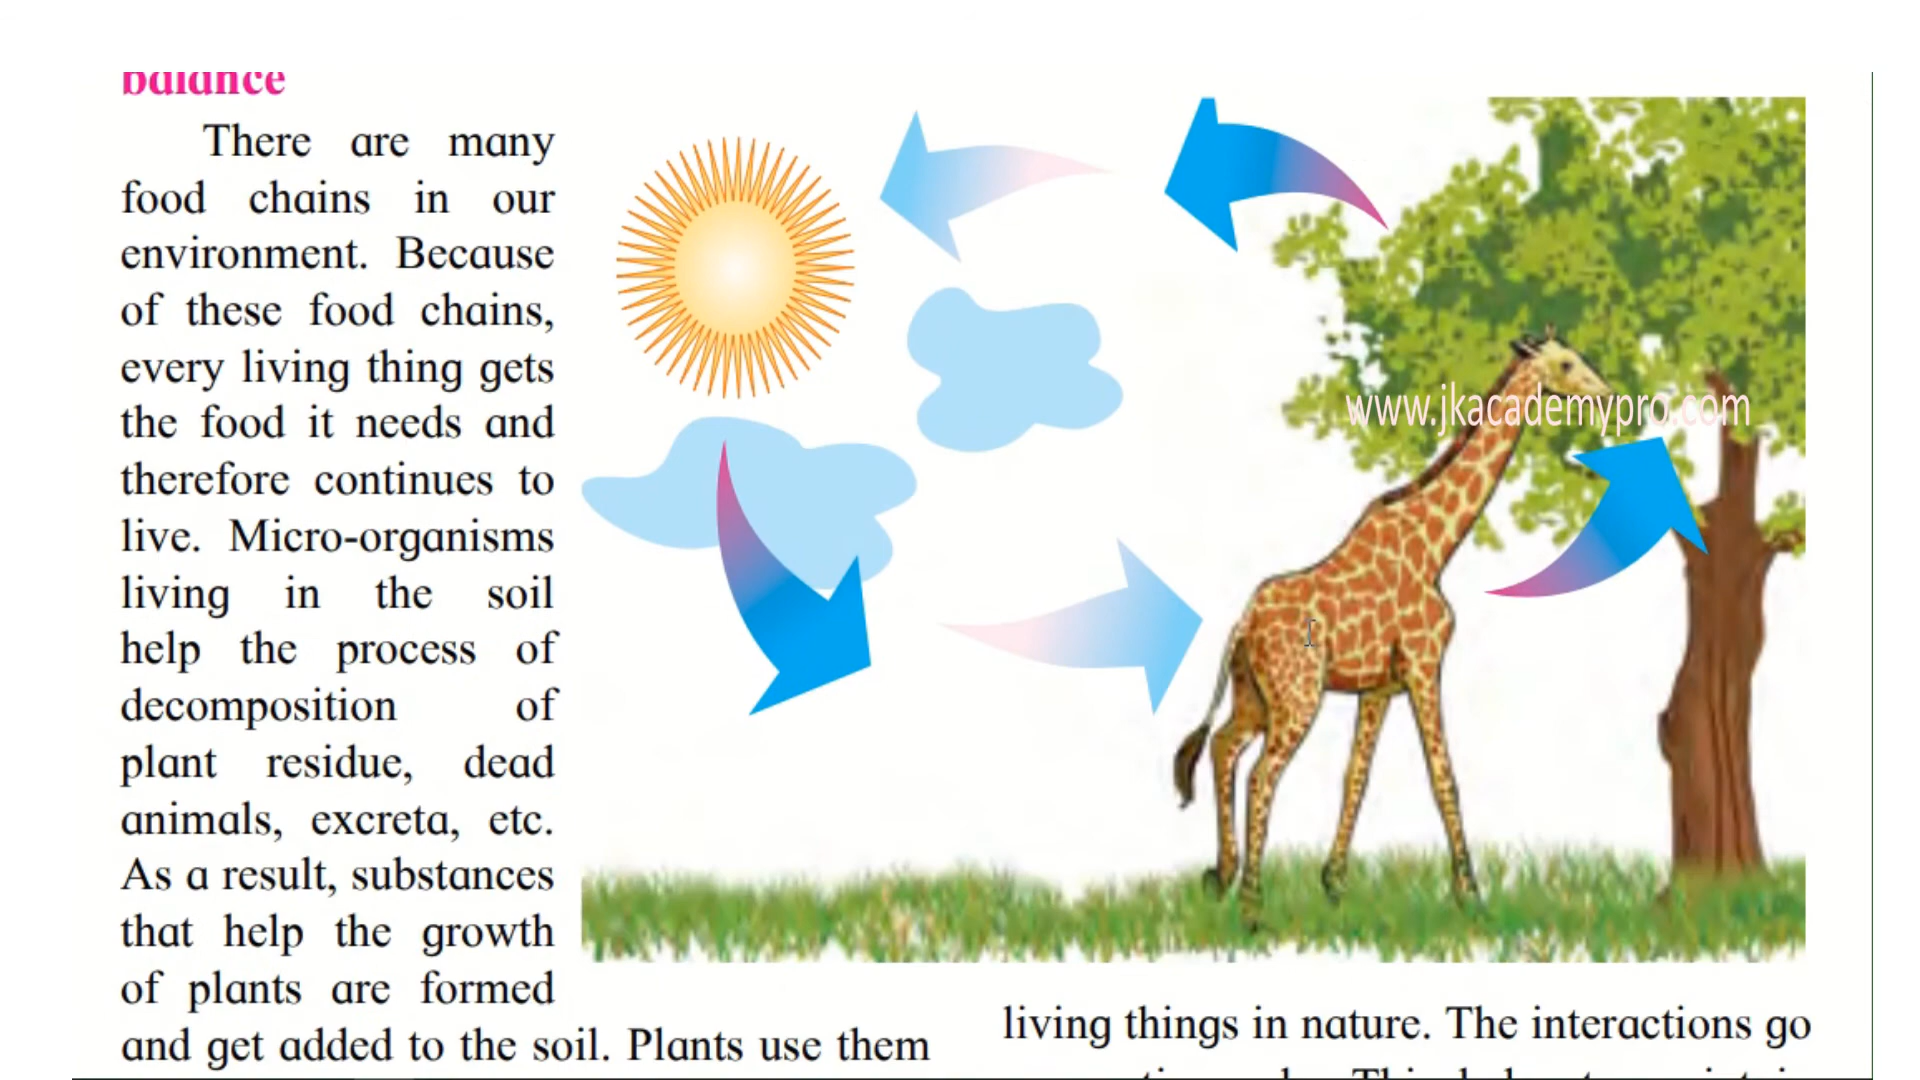 balance
There are many
food chains in our
environment. Because
of these food chains,
every living thing gets
the food it needs and
therefore continues to
live. Micro-organisms
living in the soil
help the process of
decomposition of
plant residue, dead
animals, excreta, etc.
As a result, substances
that help the growth
of plants are formed
and get added to the soil. Plants use them
www.jkacademypro.com
living things in nature. The interactions go